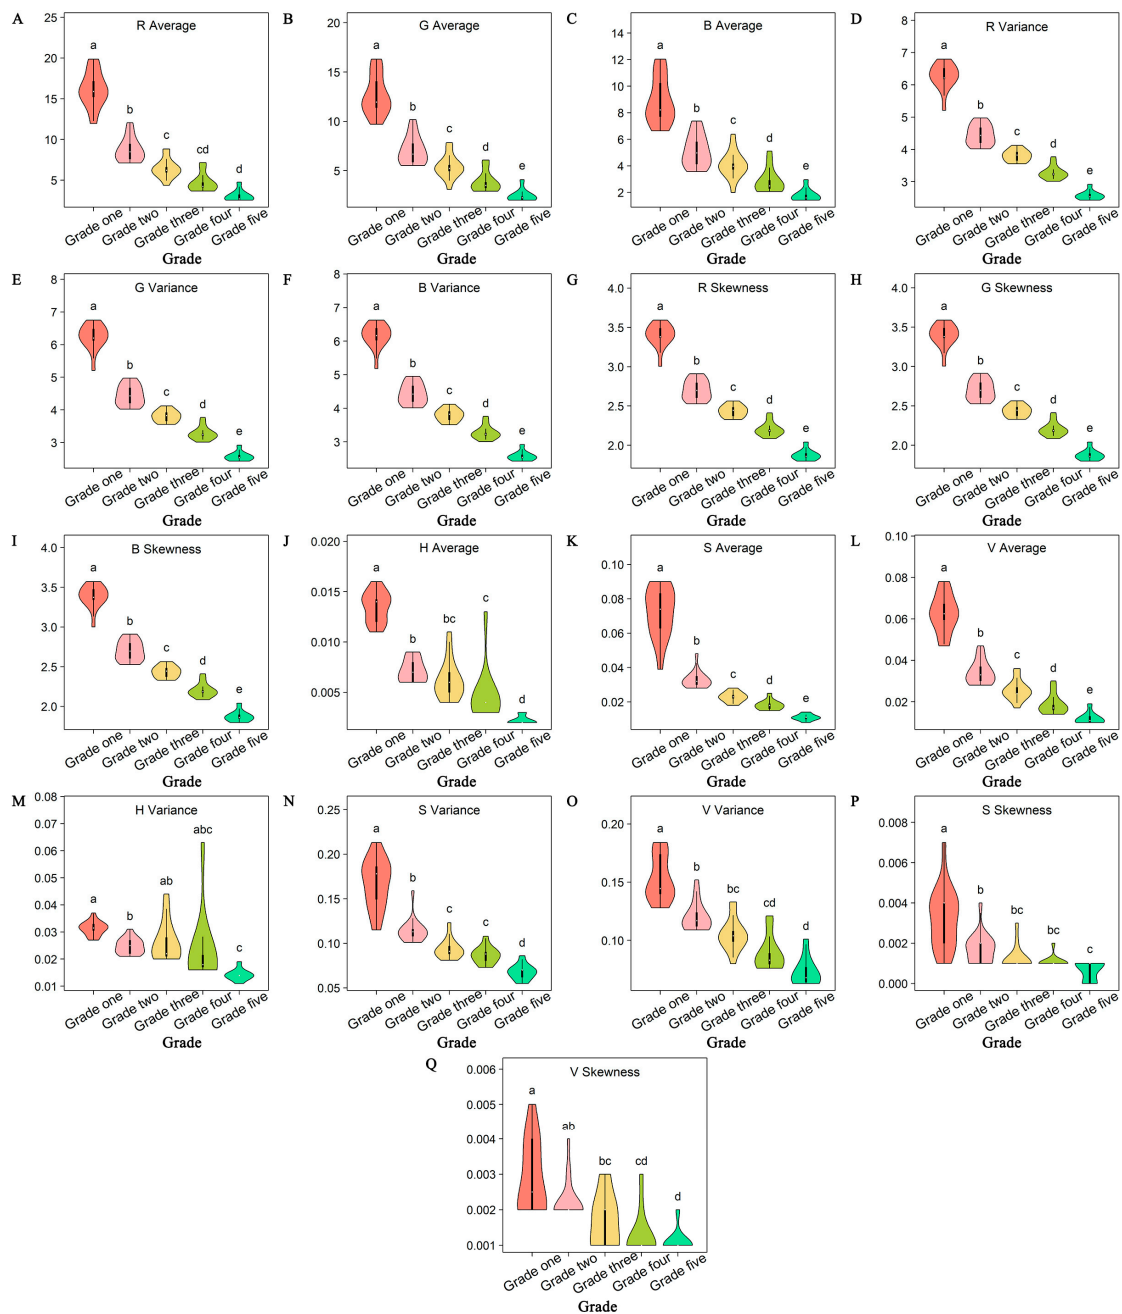 A
R Average
25
20
15
10
5
a
b
c
cd
d
Grade one
Grade two
Grade three
Grade four
Grade five
Grade
B
G Average
20
15
10
5
a
b
c
d
e
Grade one
Grade two
Grade three
Grade four
Grade five
Grade
C
B Average
14
12
10
8
6
4
2
a
b
c
d
e
Grade one
Grade two
Grade three
Grade four
Grade five
Grade
D
R Variance
8
7
6
5
4
3
a
b
c
d
e
Grade one
Grade two
Grade three
Grade four
Grade five
Grade
E
G Variance
8
7
6
5
4
3
a
b
c
d
e
Grade one
Grade two
Grade three
Grade four
Grade five
Grade
F
B Variance
8
7
6
5
4
3
a
b
c
d
e
Grade one
Grade two
Grade three
Grade four
Grade five
Grade
G
R Skewness
4.0
3.5
3.0
2.5
2.0
a
b
c
d
e
Grade one
Grade two
Grade three
Grade four
Grade five
Grade
H
G Skewness
4.0
3.5
3.0
2.5
2.0
a
b
c
d
e
Grade one
Grade two
Grade three
Grade four
Grade five
Grade
I
B Skewness
4.0
3.5
3.0
2.5
2.0
a
b
c
d
e
Grade one
Grade two
Grade three
Grade four
Grade five
Grade
J
H Average
0.020
0.015
0.010
0.005
a
b
bc
c
d
Grade one
Grade two
Grade three
Grade four
Grade five
Grade
K
S Average
0.10
0.08
0.06
0.04
0.02
a
b
c
d
e
Grade one
Grade two
Grade three
Grade four
Grade five
Grade
L
V Average
0.10
0.08
0.06
0.04
0.02
a
b
c
d
e
Grade one
Grade two
Grade three
Grade four
Grade five
Grade
M
H Variance
0.08
0.07
0.06
0.05
0.04
0.03
0.02
0.01
a
b
ab
abc
c
Grade one
Grade two
Grade three
Grade four
Grade five
Grade
N
S Variance
0.25
0.20
0.15
0.10
0.05
a
b
c
c
d
Grade one
Grade two
Grade three
Grade four
Grade five
Grade
O
V Variance
0.20
0.15
0.10
a
b
bc
cd
d
Grade one
Grade two
Grade three
Grade four
Grade five
Grade
P
S Skewness
0.008
0.006
0.004
0.002
0.000
a
b
bc
bc
c
Grade one
Grade two
Grade three
Grade four
Grade five
Grade
Q
V Skewness
0.006
0.005
0.004
0.003
0.002
0.001
a
ab
bc
cd
d
Grade one
Grade two
Grade three
Grade four
Grade five
Grade